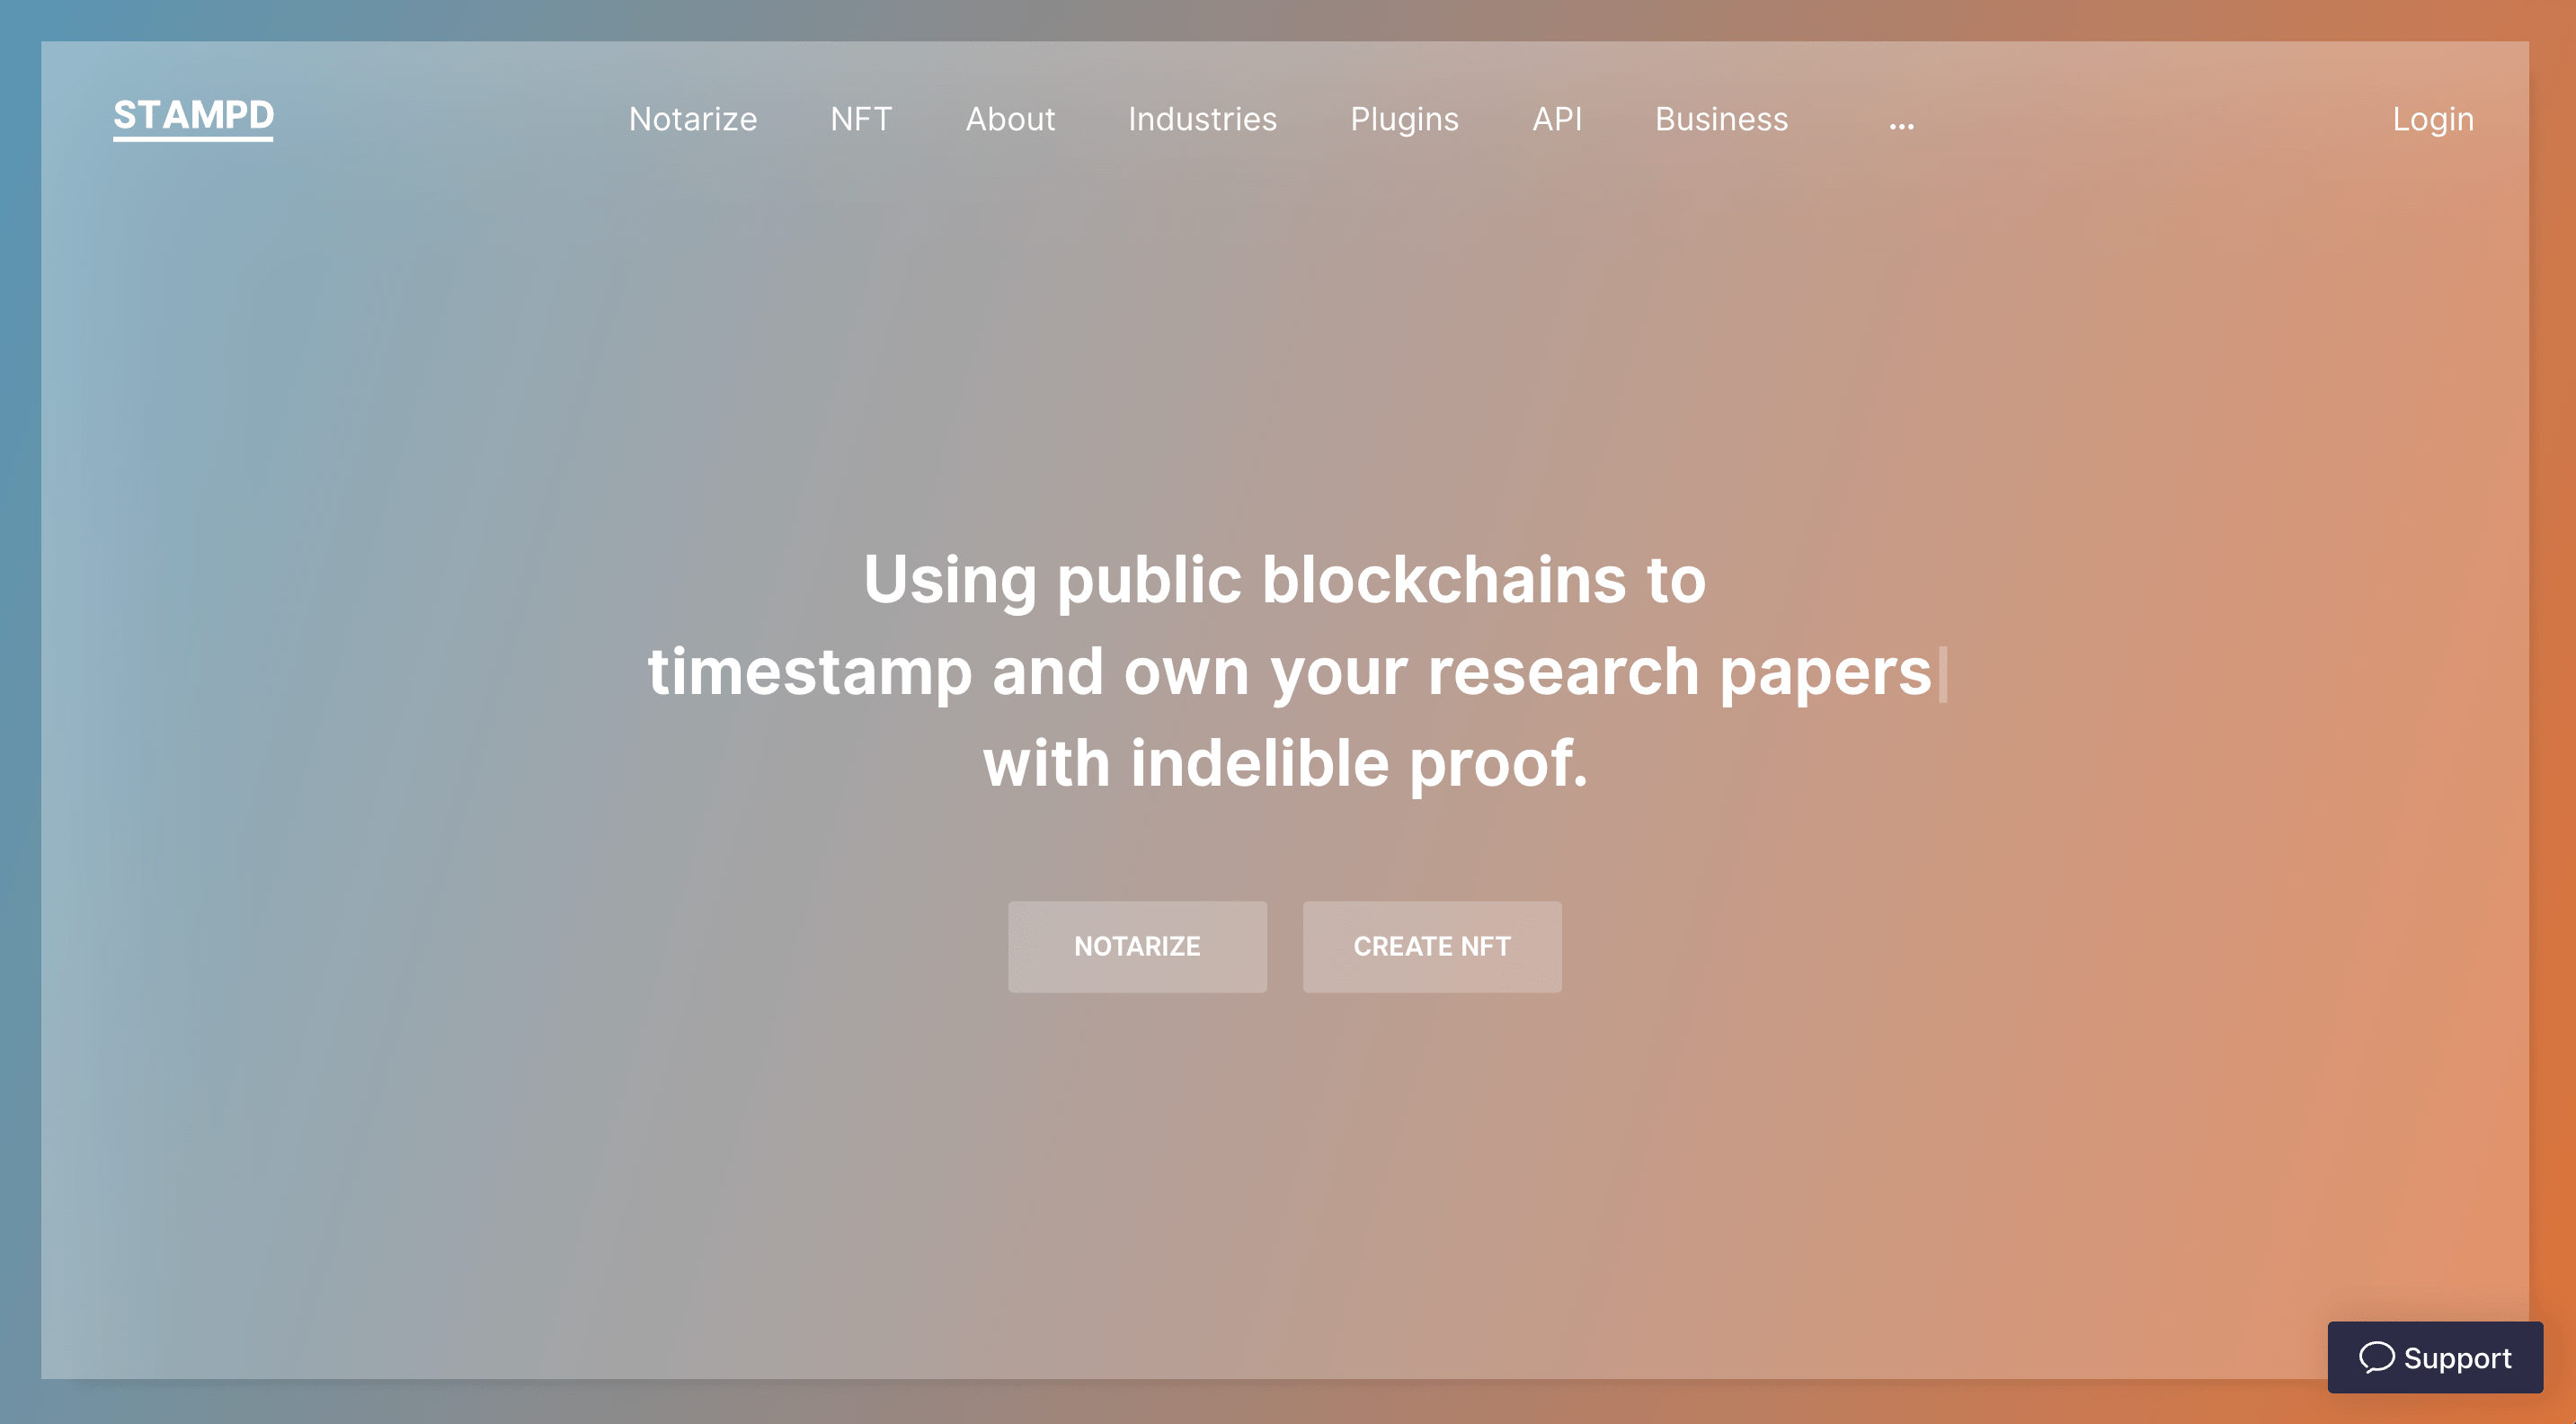 STAMPD
Notarize NFT About Industries Plugins API Business ...
Login
Using public blockchains to
timestamp and own your research papers
with indelible proof.
NOTARIZE
CREATE NFT
Support